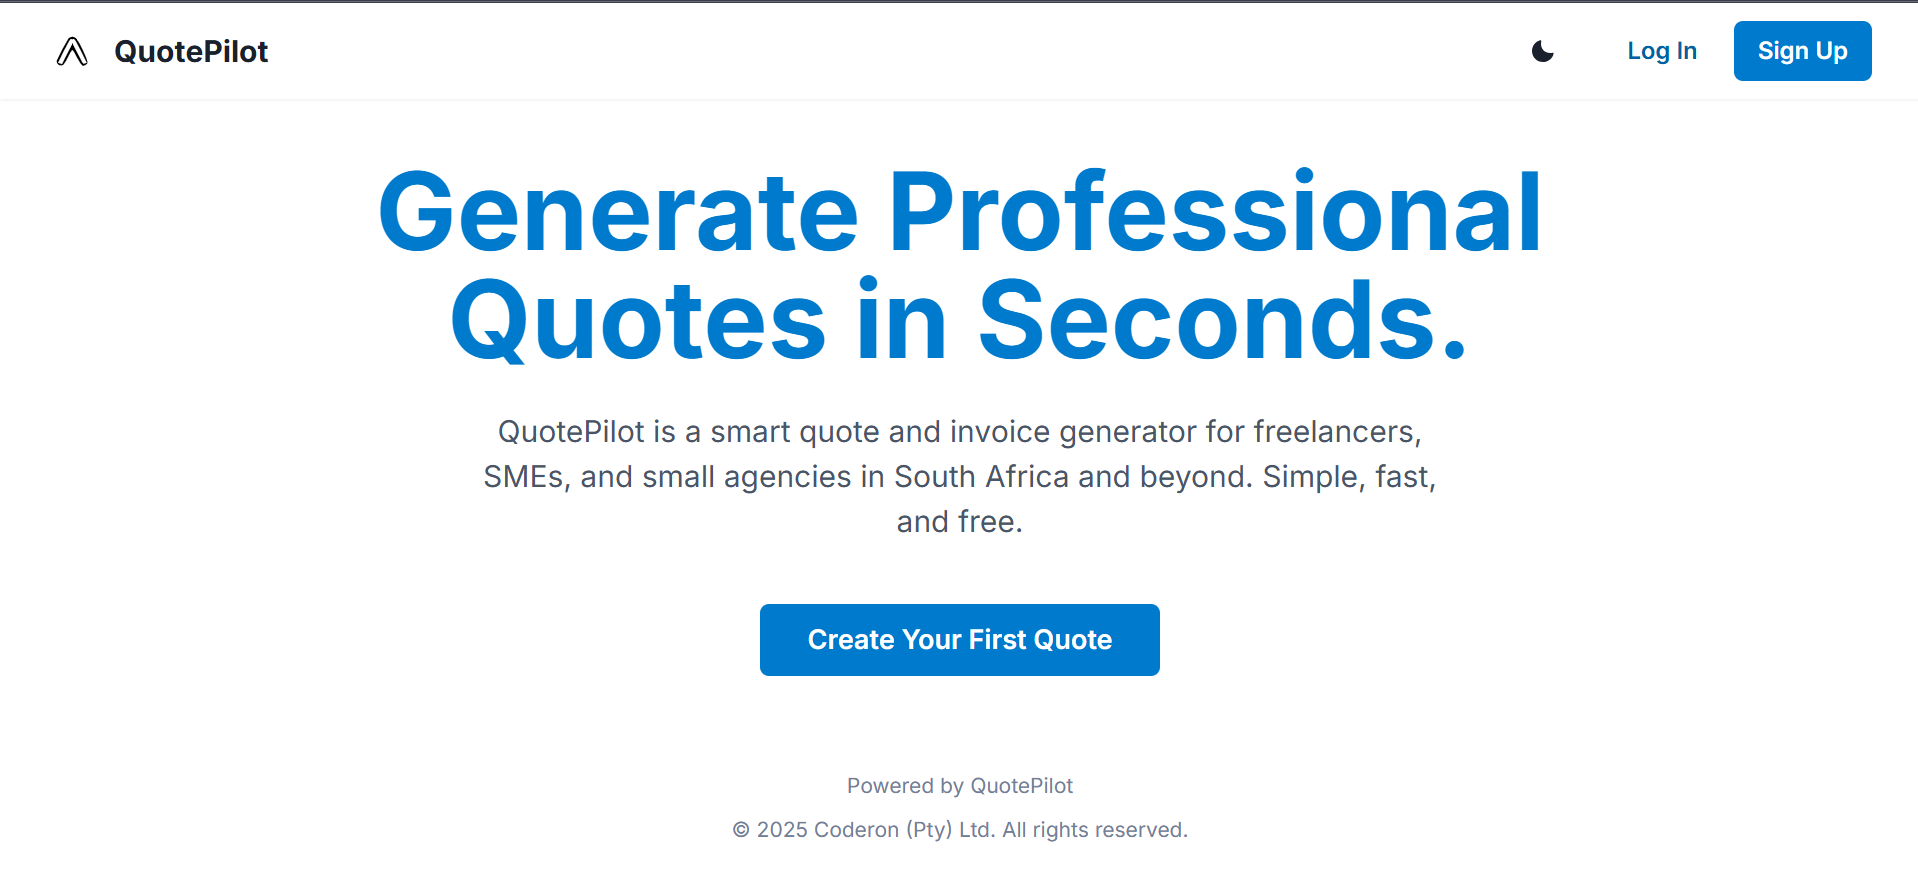 QuotePilot
Log In
Sign Up
Generate Professional
Quotes in Seconds.
QuotePilot is a smart quote and invoice generator for freelancers,
SMEs, and small agencies in South Africa and beyond. Simple, fast,
and free.
Create Your First Quote
Powered by QuotePilot
© 2025 Coderon (Pty) Ltd. All rights reserved.